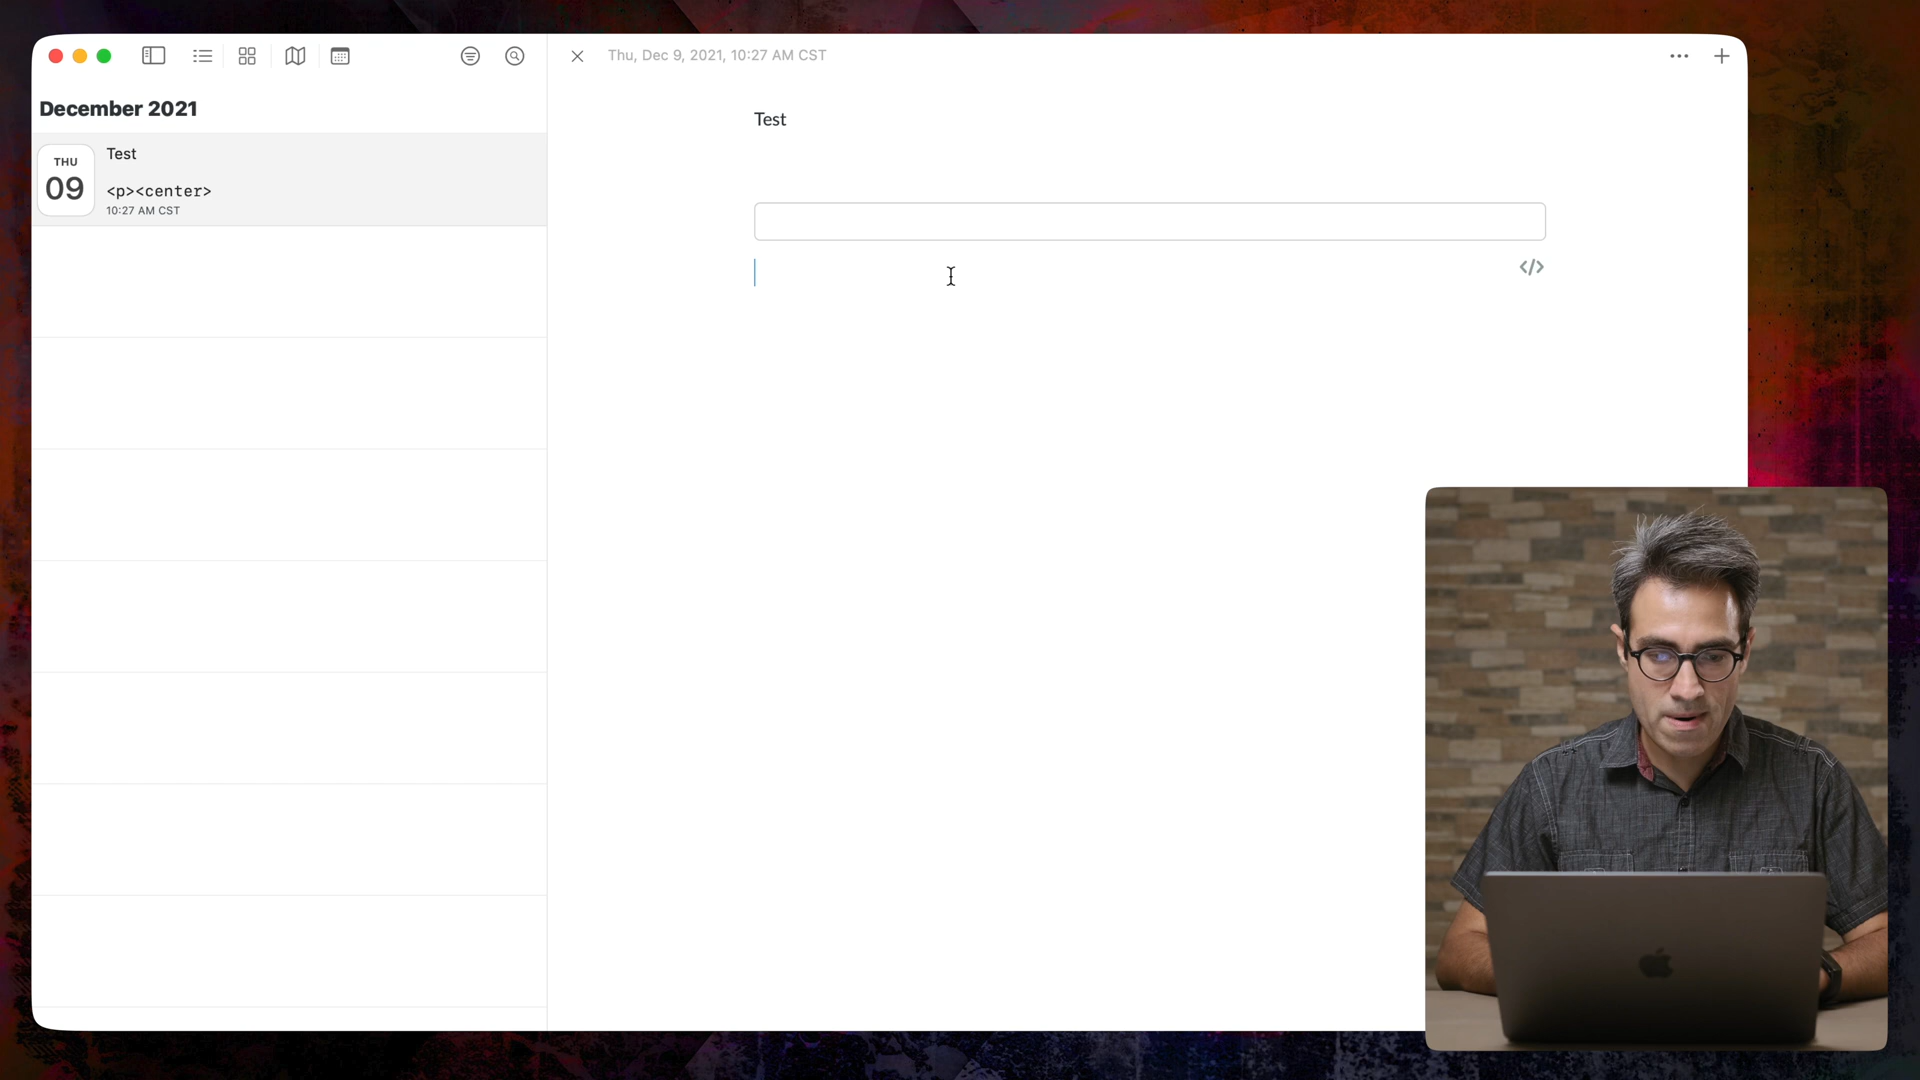 Thu, Dec 9, 2021, 10:27 AM CST
December 2021
THU
09
Test
<p><center>
10:27 AM CST
Test
</>